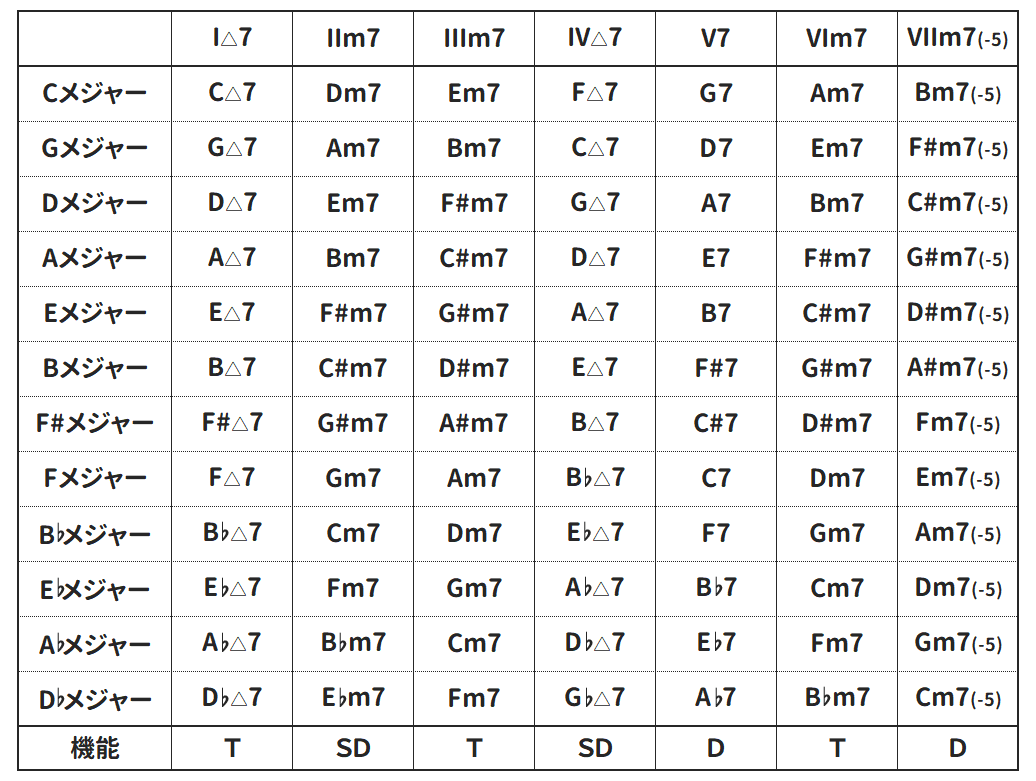 I△7 IIm7 IIIm7 IV△7 V7 VIm7 VIIm7(-5)
Cメジャー C△7 Dm7 Em7 F△7 G7 Am7 Bm7(-5)
Gメジャー G△7 Am7 Bm7 C△7 D7 Em7 F#m7(-5)
Dメジャー D△7 Em7 F#m7 G△7 A7 Bm7 C#m7(-5)
Aメジャー A△7 Bm7 C#m7 D△7 E7 F#m7 G#m7(-5)
Eメジャー E△7 F#m7 G#m7 A△7 B7 C#m7 D#m7(-5)
Bメジャー B△7 C#m7 D#m7 E△7 F#7 G#m7 A#m7(-5)
F#メジャー F#△7 G#m7 A#m7 B△7 C#7 D#m7 Fm7(-5)
Fメジャー F△7 Gm7 Am7 B♭△7 C7 Dm7 Em7(-5)
B♭メジャー B♭△7 Cm7 Dm7 E♭△7 F7 Gm7 Am7(-5)
E♭メジャー E♭△7 Fm7 Gm7 A♭△7 B♭7 Cm7 Dm7(-5)
A♭メジャー A♭△7 B♭m7 Cm7 D♭△7 E♭7 Fm7 Gm7(-5)
D♭メジャー D♭△7 E♭m7 Fm7 G♭△7 A♭7 B♭m7 Cm7(-5)
機能 T SD T SD D T D